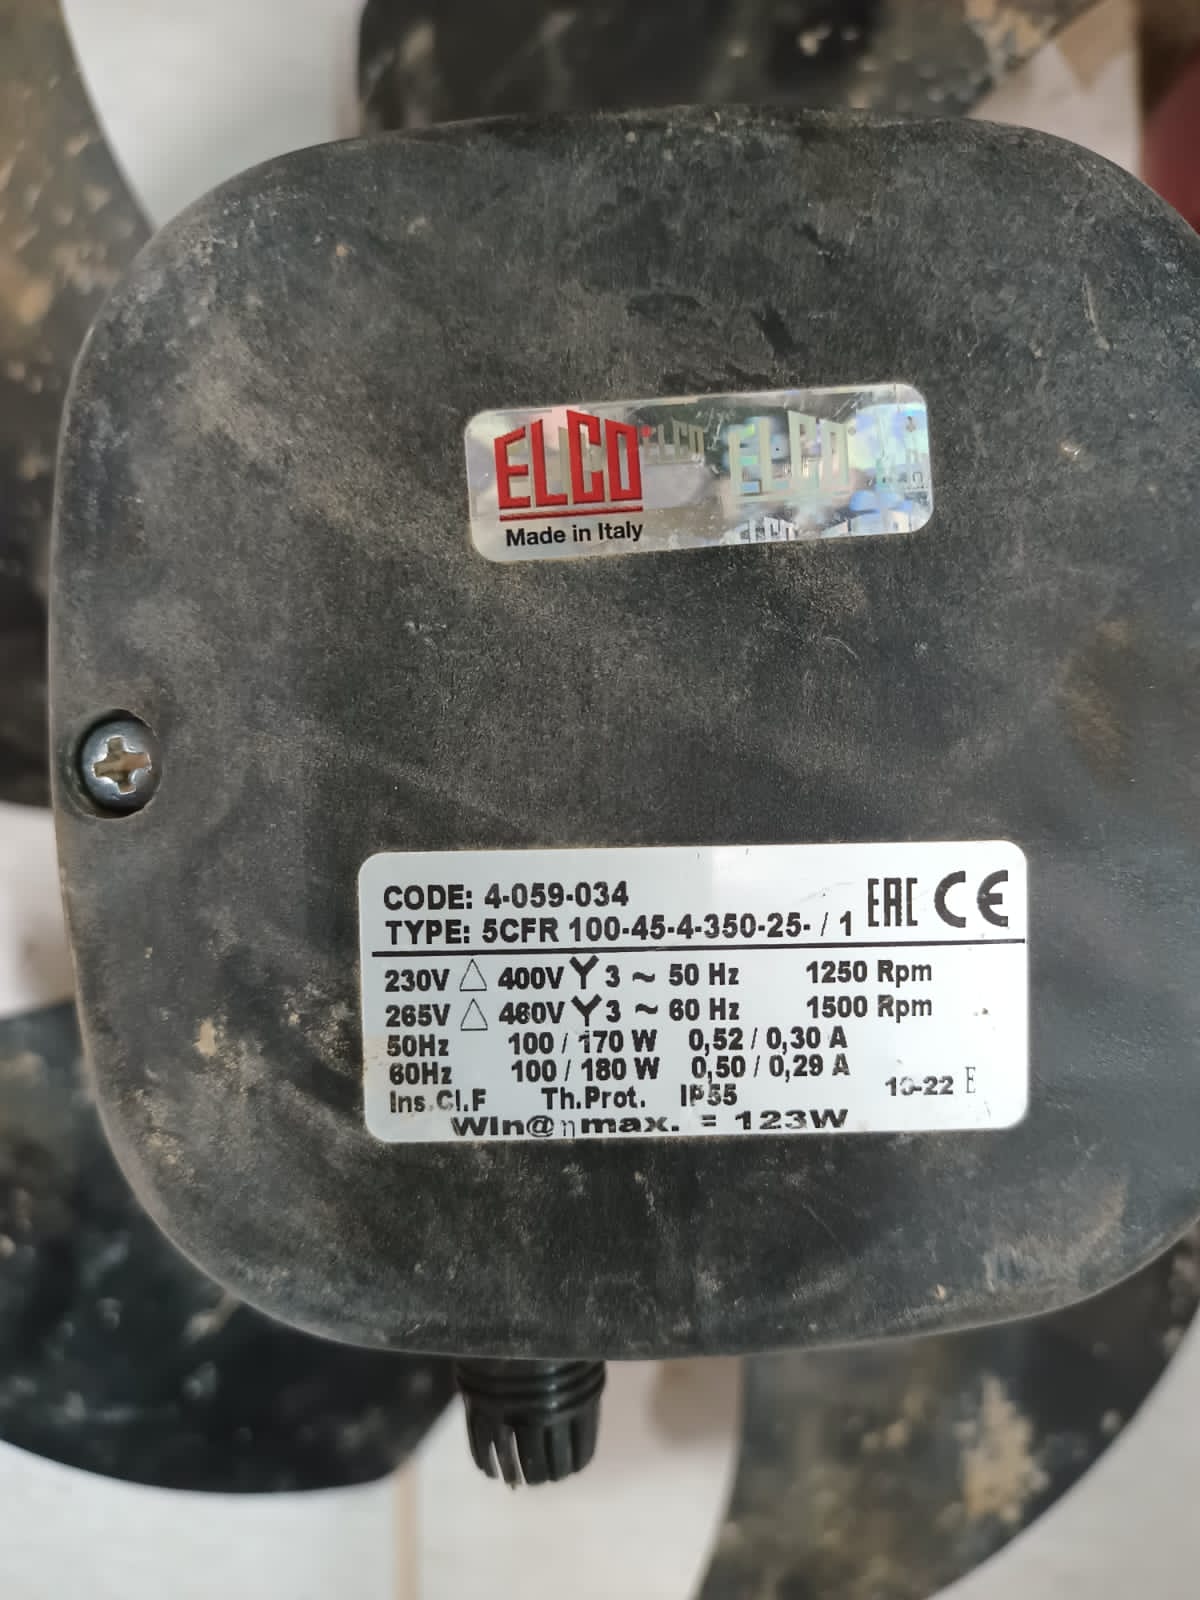 ELCO
Made in Italy
CODE: 4-059-034
TYPE: 5CFR 100-45-4-350-25- / 1 EAC CE
230V △ 400V Y 3 ~ 50 Hz 1250 Rpm
265V △ 460V Y 3 ~ 60 Hz 1500 Rpm
50Hz 100 / 170 W 0,52 / 0,30 A
60Hz 100 / 180 W 0,50 / 0,29 A
Ins.Cl.F Th.Prot. IP55 E
WIn@ηmax. = 123W